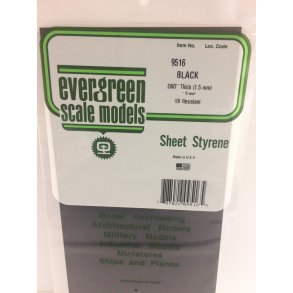 Item No. Loc. Code
9516
BLACK
.060" Thick (1.5 mm)
UV Resistant
evergreen
scale models
Sheet Styrene
Made in U.S.A.
Model Railroading
Architectural Models
Military Models
Industrial Models
Miniatures
Ships and Planes